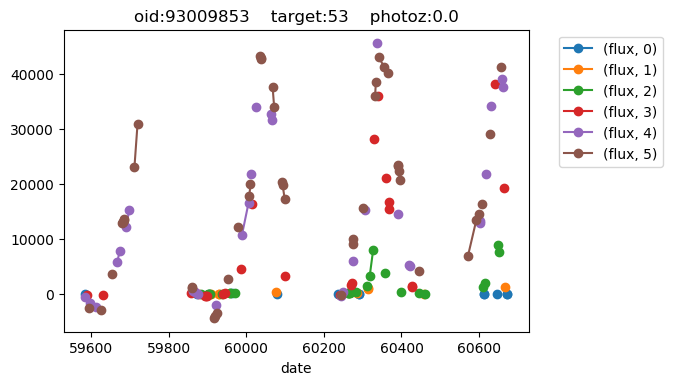 oid:93009853    target:53    photoz:0.0
40000
30000
20000
10000
0
59600 59800 60000 60200 60400 60600
date
(flux, 0)
(flux, 1)
(flux, 2)
(flux, 3)
(flux, 4)
(flux, 5)